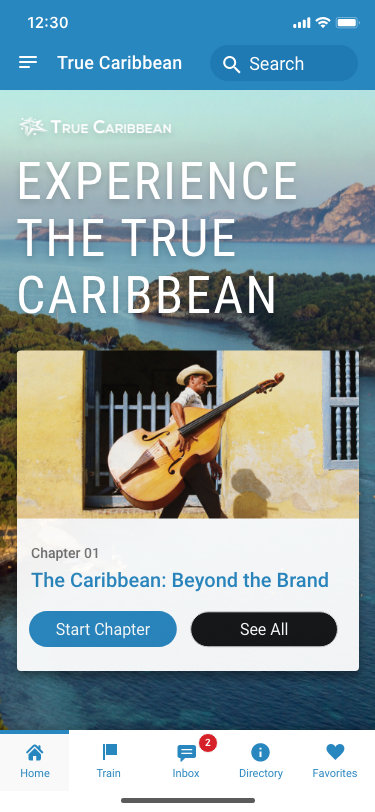 12:30
True Caribbean
Search
True Caribbean
EXPERIENCE
THE TRUE
CARIBBEAN
Chapter 01
The Caribbean: Beyond the Brand
Start Chapter
See All
2
Home
Train
Inbox
Directory
Favorites